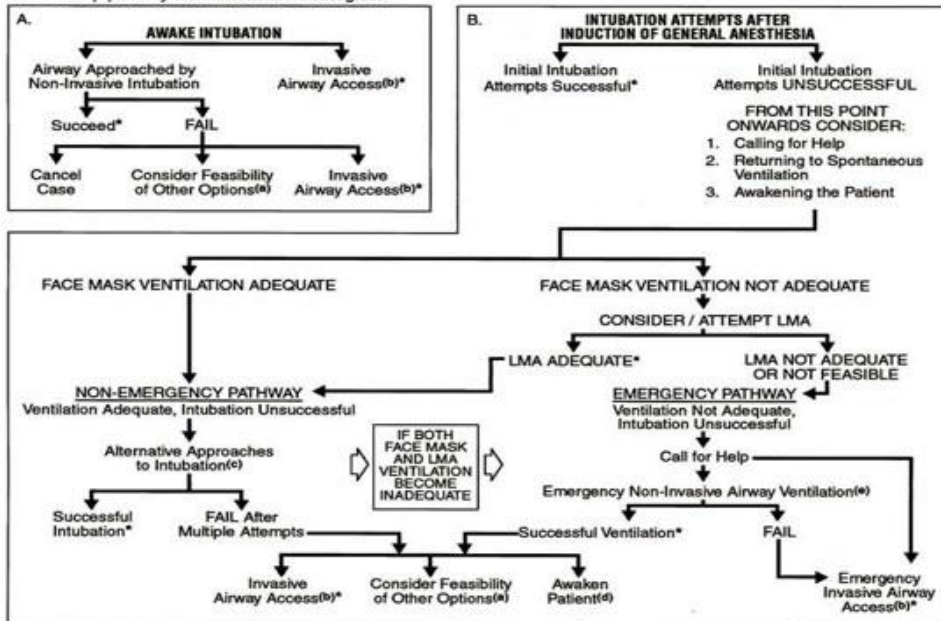 A.
AWAKE INTUBATION
Airway Approached by
Non-Invasive Intubation
Invasive
Airway Access(b)*
Succeed*
FAIL
Cancel
Case
Consider Feasibility
of Other Options(a)
Invasive
Airway Access(b)*
B.
INTUBATION ATTEMPTS AFTER
INDUCTION OF GENERAL ANESTHESIA
Initial Intubation
Attempts Successful*
Initial Intubation
Attempts UNSUCCESSFUL
FROM THIS POINT
ONWARDS CONSIDER:
1. Calling for Help
2. Returning to Spontaneous
Ventilation
3. Awakening the Patient
FACE MASK VENTILATION ADEQUATE
FACE MASK VENTILATION NOT ADEQUATE
CONSIDER / ATTEMPT LMA
LMA ADEQUATE*
LMA NOT ADEQUATE
OR NOT FEASIBLE
NON-EMERGENCY PATHWAY
Ventilation Adequate, Intubation Unsuccessful
EMERGENCY PATHWAY
Ventilation Not Adequate,
Intubation Unsuccessful
Alternative Approaches
to Intubation(c)
IF BOTH
FACE MASK
AND LMA
VENTILATION
BECOME
INADEQUATE
Call for Help
Emergency Non-Invasive Airway Ventilation(e)
Successful
Intubation*
FAIL After
Multiple Attempts
Successful Ventilation*
FAIL
Invasive
Airway Access(b)*
Consider Feasibility
of Other Options(a)
Awaken
Patient(d)
Emergency
Invasive Airway
Access(b)*